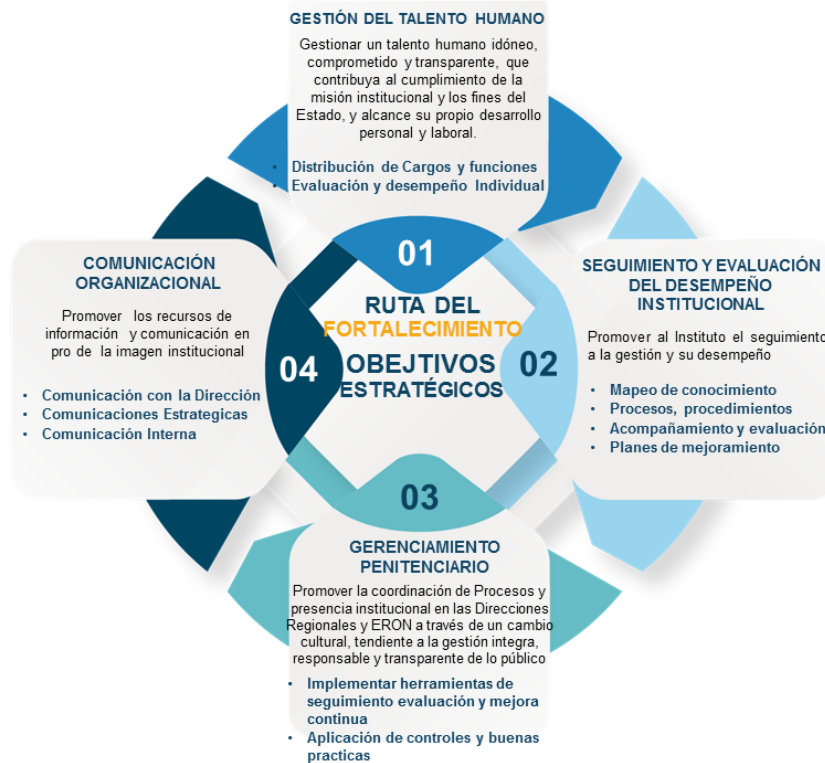 GESTIÓN DEL TALENTO HUMANO
Gestionar un talento humano idóneo,
comprometido y transparente, que
contribuya al cumplimiento de la
misión institucional y los fines del
Estado, y alcance su propio desarrollo
personal y laboral.
• Distribución de Cargos y funciones
• Evaluación y desempeño Individual
01
RUTA DEL
FORTALECIMIENTO
OBEJTIVOS
ESTRATÉGICOS
SEGUIMIENTO Y EVALUACIÓN
DEL DESEMPEÑO
INSTITUCIONAL
Promover al Instituto el seguimiento
a la gestión y su desempeño
• Mapeo de conocimiento
• Procesos, procedimientos
• Acompañamiento y evaluación
• Planes de mejoramiento
02
03
GERENCIAMIENTO
PENITENCIARIO
Promover la coordinación de Procesos y
presencia institucional en las Direcciones
Regionales y ERON a través de un cambio
cultural, tendiente a la gestión integra,
responsable y transparente de lo público
• Implementar herramientas de
seguimiento evaluación y mejora
continua
• Aplicación de controles y buenas
practicas
COMUNICACIÓN
ORGANIZACIONAL
Promover los recursos de
información y comunicación en
pro de la imagen institucional
• Comunicación con la Dirección
• Comunicaciones Estrategicas
• Comunicación Interna
04